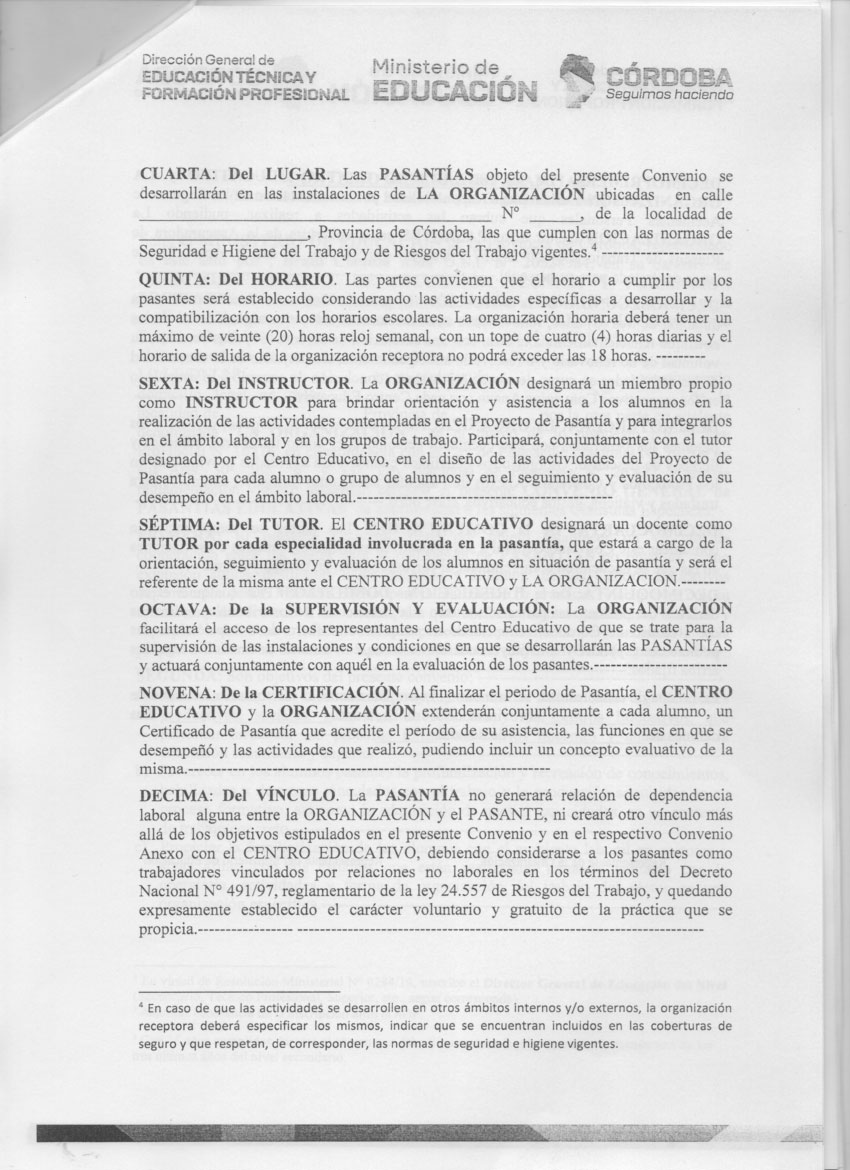 Dirección General de
EDUCACIÓN TÉCNICA Y
FORMACIÓN PROFESIONAL
Ministerio de
EDUCACIÓN
CÓRDOBA
Seguimos haciendo
CUARTA: Del LUGAR. Las PASANTÍAS objeto del presente Convenio se
desarrollarán en las instalaciones de LA ORGANIZACIÓN ubicadas en calle
__________________________________________ N° ______, de la localidad de
____________________, Provincia de Córdoba, las que cumplen con las normas de
Seguridad e Higiene del Trabajo y de Riesgos del Trabajo vigentes.⁴ ----------------------
QUINTA: Del HORARIO. Las partes convienen que el horario a cumplir por los
pasantes será establecido considerando las actividades específicas a desarrollar y la
compatibilización con los horarios escolares. La organización horaria deberá tener un
máximo de veinte (20) horas reloj semanal, con un tope de cuatro (4) horas diarias y el
horario de salida de la organización receptora no podrá exceder las 18 horas. ---------
SEXTA: Del INSTRUCTOR. La ORGANIZACIÓN designará un miembro propio
como INSTRUCTOR para brindar orientación y asistencia a los alumnos en la
realización de las actividades contempladas en el Proyecto de Pasantía y para integrarlos
en el ámbito laboral y en los grupos de trabajo. Participará, conjuntamente con el tutor
designado por el Centro Educativo, en el diseño de las actividades del Proyecto de
Pasantía para cada alumno o grupo de alumnos y en el seguimiento y evaluación de su
desempeño en el ámbito laboral.----------------------------------------------
SÉPTIMA: Del TUTOR. El CENTRO EDUCATIVO designará un docente como
TUTOR por cada especialidad involucrada en la pasantía, que estará a cargo de la
orientación, seguimiento y evaluación de los alumnos en situación de pasantía y será el
referente de la misma ante el CENTRO EDUCATIVO y LA ORGANIZACION.--------
OCTAVA: De la SUPERVISIÓN Y EVALUACIÓN: La ORGANIZACIÓN
facilitará el acceso de los representantes del Centro Educativo de que se trate para la
supervisión de las instalaciones y condiciones en que se desarrollarán las PASANTÍAS
y actuará conjuntamente con aquél en la evaluación de los pasantes.------------------------
NOVENA: De la CERTIFICACIÓN. Al finalizar el periodo de Pasantía, el CENTRO
EDUCATIVO y la ORGANIZACIÓN extenderán conjuntamente a cada alumno, un
Certificado de Pasantía que acredite el período de su asistencia, las funciones en que se
desempeñó y las actividades que realizó, pudiendo incluir un concepto evaluativo de la
misma.-----------------------------------------------------------------
DECIMA: Del VÍNCULO. La PASANTÍA no generará relación de dependencia
laboral alguna entre la ORGANIZACIÓN y el PASANTE, ni creará otro vínculo más
allá de los objetivos estipulados en el presente Convenio y en el respectivo Convenio
Anexo con el CENTRO EDUCATIVO, debiendo considerarse a los pasantes como
trabajadores vinculados por relaciones no laborales en los términos del Decreto
Nacional N° 491/97, reglamentario de la ley 24.557 de Riesgos del Trabajo, y quedando
expresamente establecido el carácter voluntario y gratuito de la práctica que se
propicia.----------------- -------------------------------------------------------------------------
⁴ En caso de que las actividades se desarrollen en otros ámbitos internos y/o externos, la organización
receptora deberá especificar los mismos, indicar que se encuentran incluidos en las coberturas de
seguro y que respetan, de corresponder, las normas de seguridad e higiene vigentes.